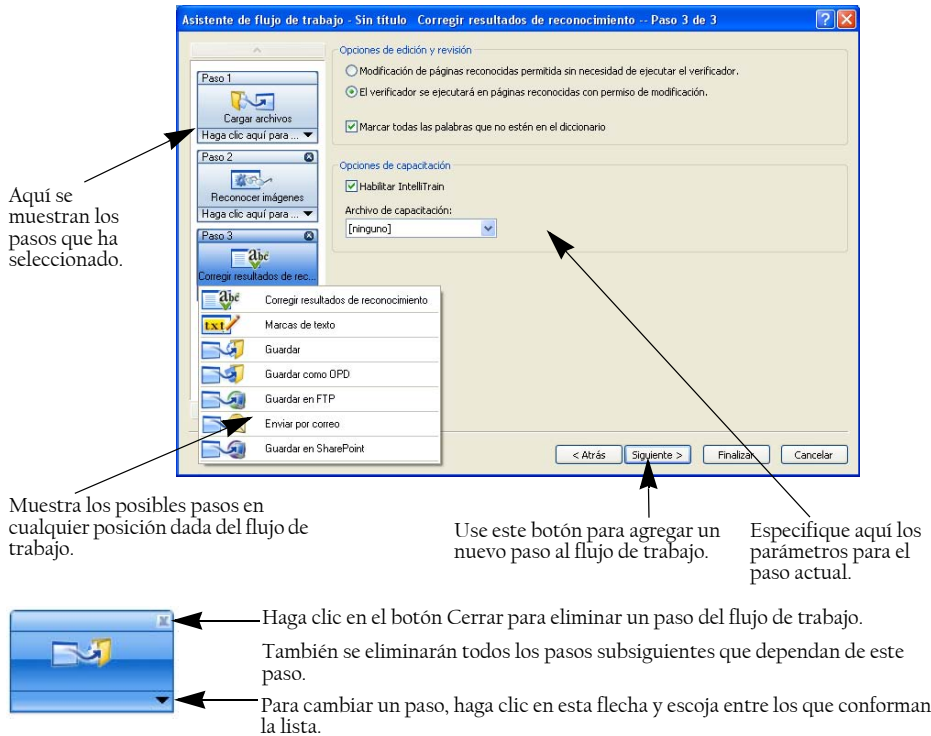 Asistente de flujo de trabajo - Sin título   Corregir resultados de reconocimiento -- Paso 3 de 3
Paso 1
Cargar archivos
Haga clic aquí para ...
Paso 2
Reconocer imágenes
Haga clic aquí para ...
Paso 3
abc
Corregir resultados de rec...
abc Corregir resultados de reconocimiento
txt Marcas de texto
Guardar
Guardar como OPD
Guardar en FTP
Enviar por correo
Guardar en SharePoint
Opciones de edición y revisión
Modificación de páginas reconocidas permitida sin necesidad de ejecutar el verificador.
El verificador se ejecutará en páginas reconocidas con permiso de modificación.
Marcar todas las palabras que no estén en el diccionario
Opciones de capacitación
Habilitar IntelliTrain
Archivo de capacitación:
[ninguno]
< Atrás   Siguiente >   Finalizar   Cancelar
Aquí se
muestran los
pasos que ha
seleccionado.
Muestra los posibles pasos en
cualquier posición dada del flujo de
trabajo.
Use este botón para agregar un
nuevo paso al flujo de trabajo.
Especifique aquí los
parámetros para el
paso actual.
Haga clic en el botón Cerrar para eliminar un paso del flujo de trabajo.
También se eliminarán todos los pasos subsiguientes que dependan de este
paso.
Para cambiar un paso, haga clic en esta flecha y escoja entre los que conforman
la lista.